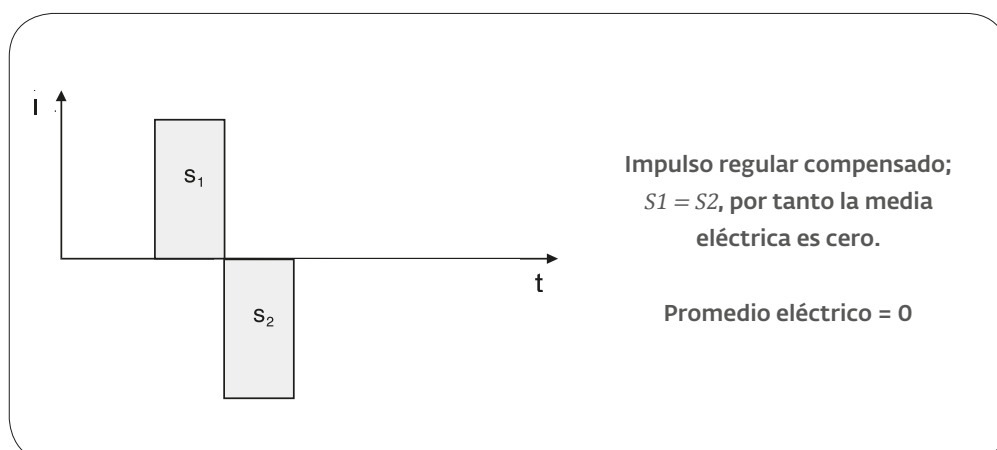 i
S₁
S₂
t
Impulso regular compensado;
S1 = S2, por tanto la media
eléctrica es cero.
Promedio eléctrico = 0